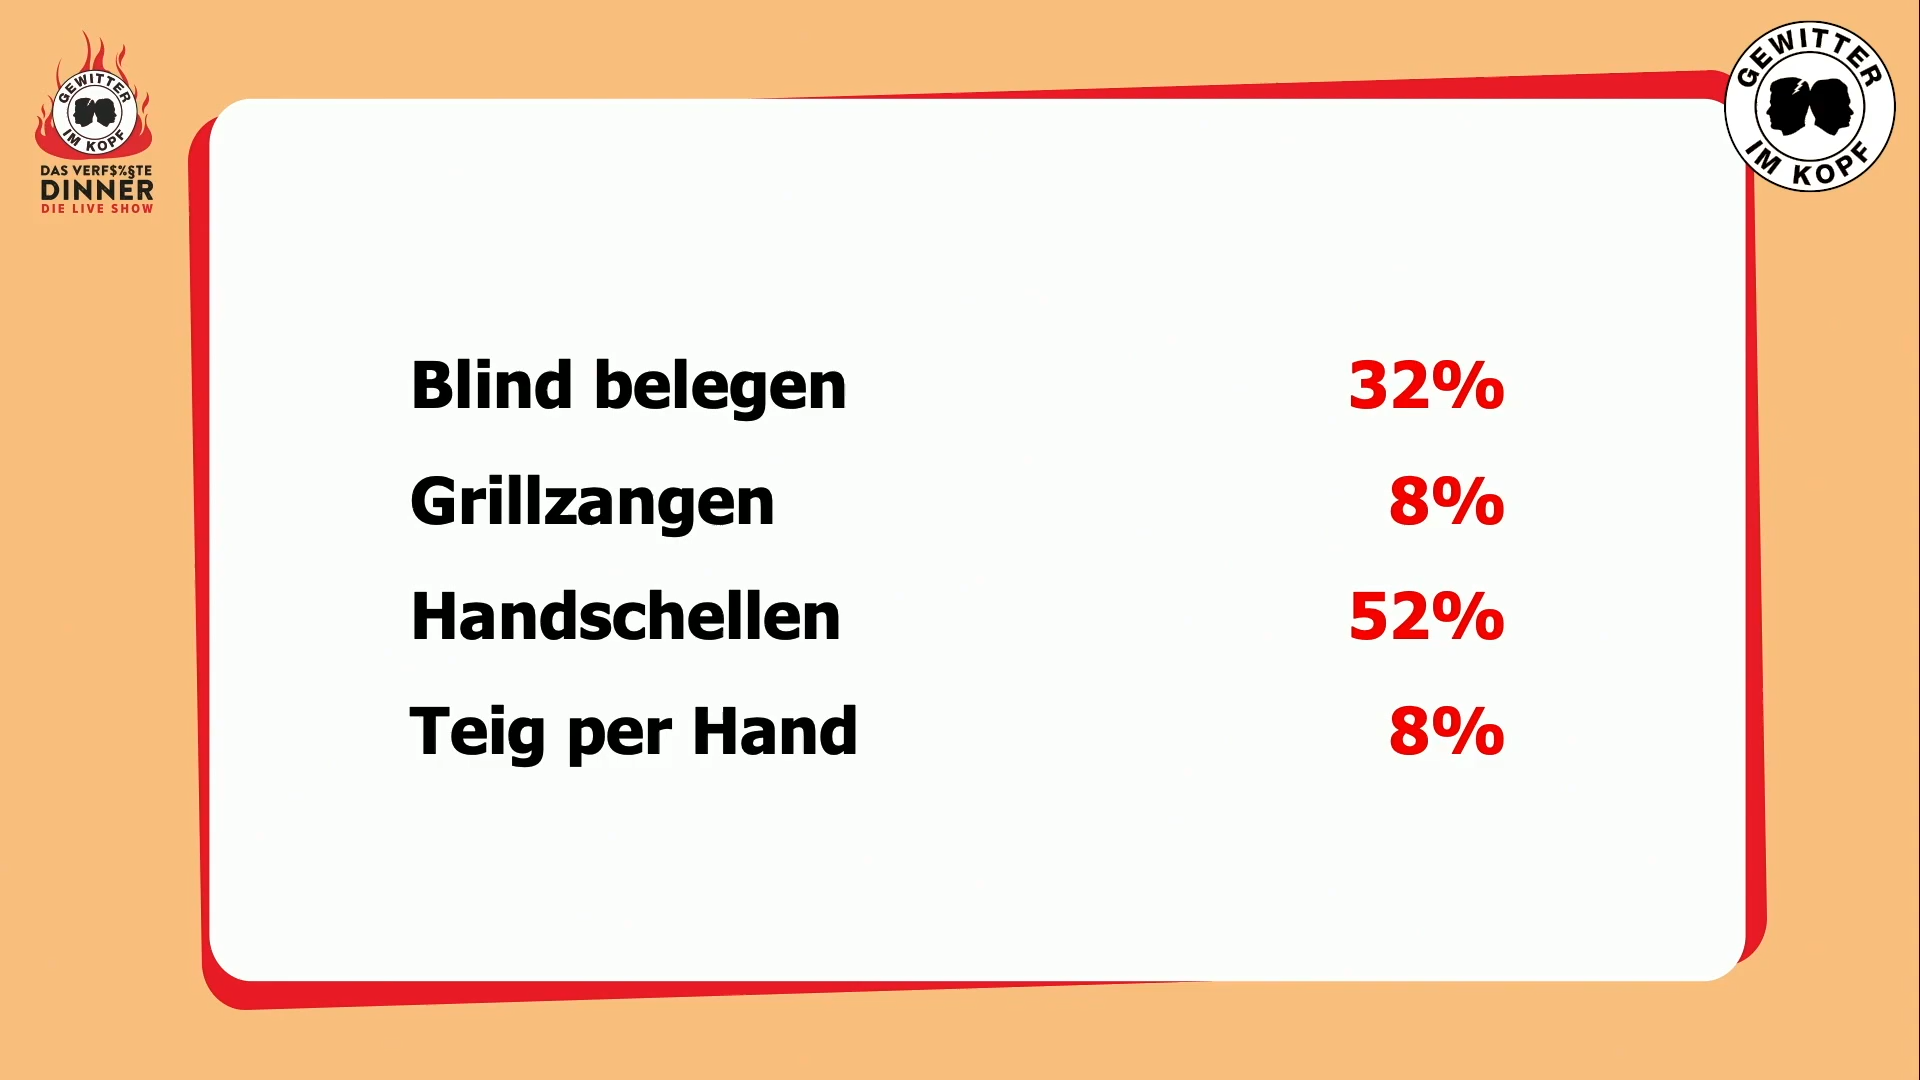 GEWITTER
IM KOPF
DAS VERF$%§TE
DINNER
DIE LIVE SHOW
GEWITTER
IM KOPF
Blind belegen 32%
Grillzangen 8%
Handschellen 52%
Teig per Hand 8%